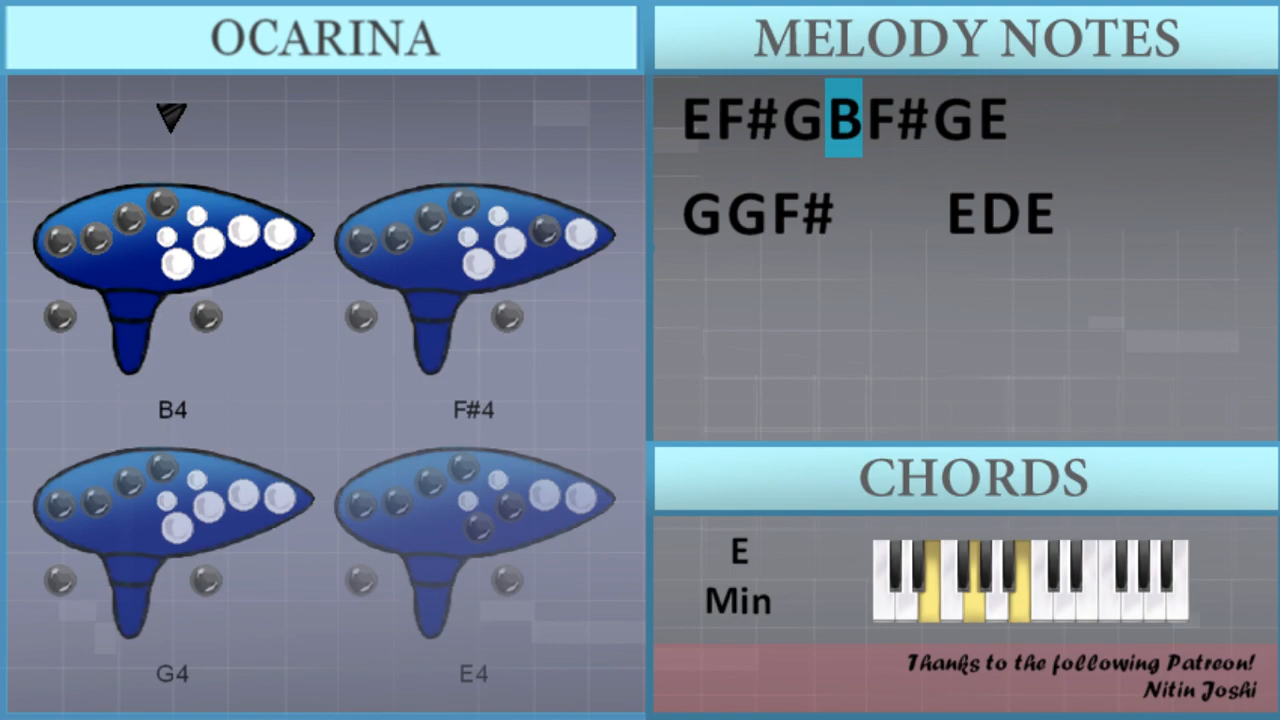 OCARINA
B4 F#4
G4 E4
MELODY NOTES
EF#GBF#GE
GGF# EDE
CHORDS
E
Min
Thanks to the following Patreon!
Nitin Joshi